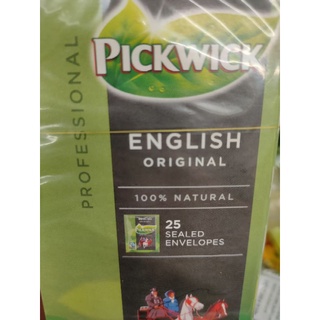 PICKWICK
PROFESSIONAL
ENGLISH
ORIGINAL
100% NATURAL
25
SEALED
ENVELOPES